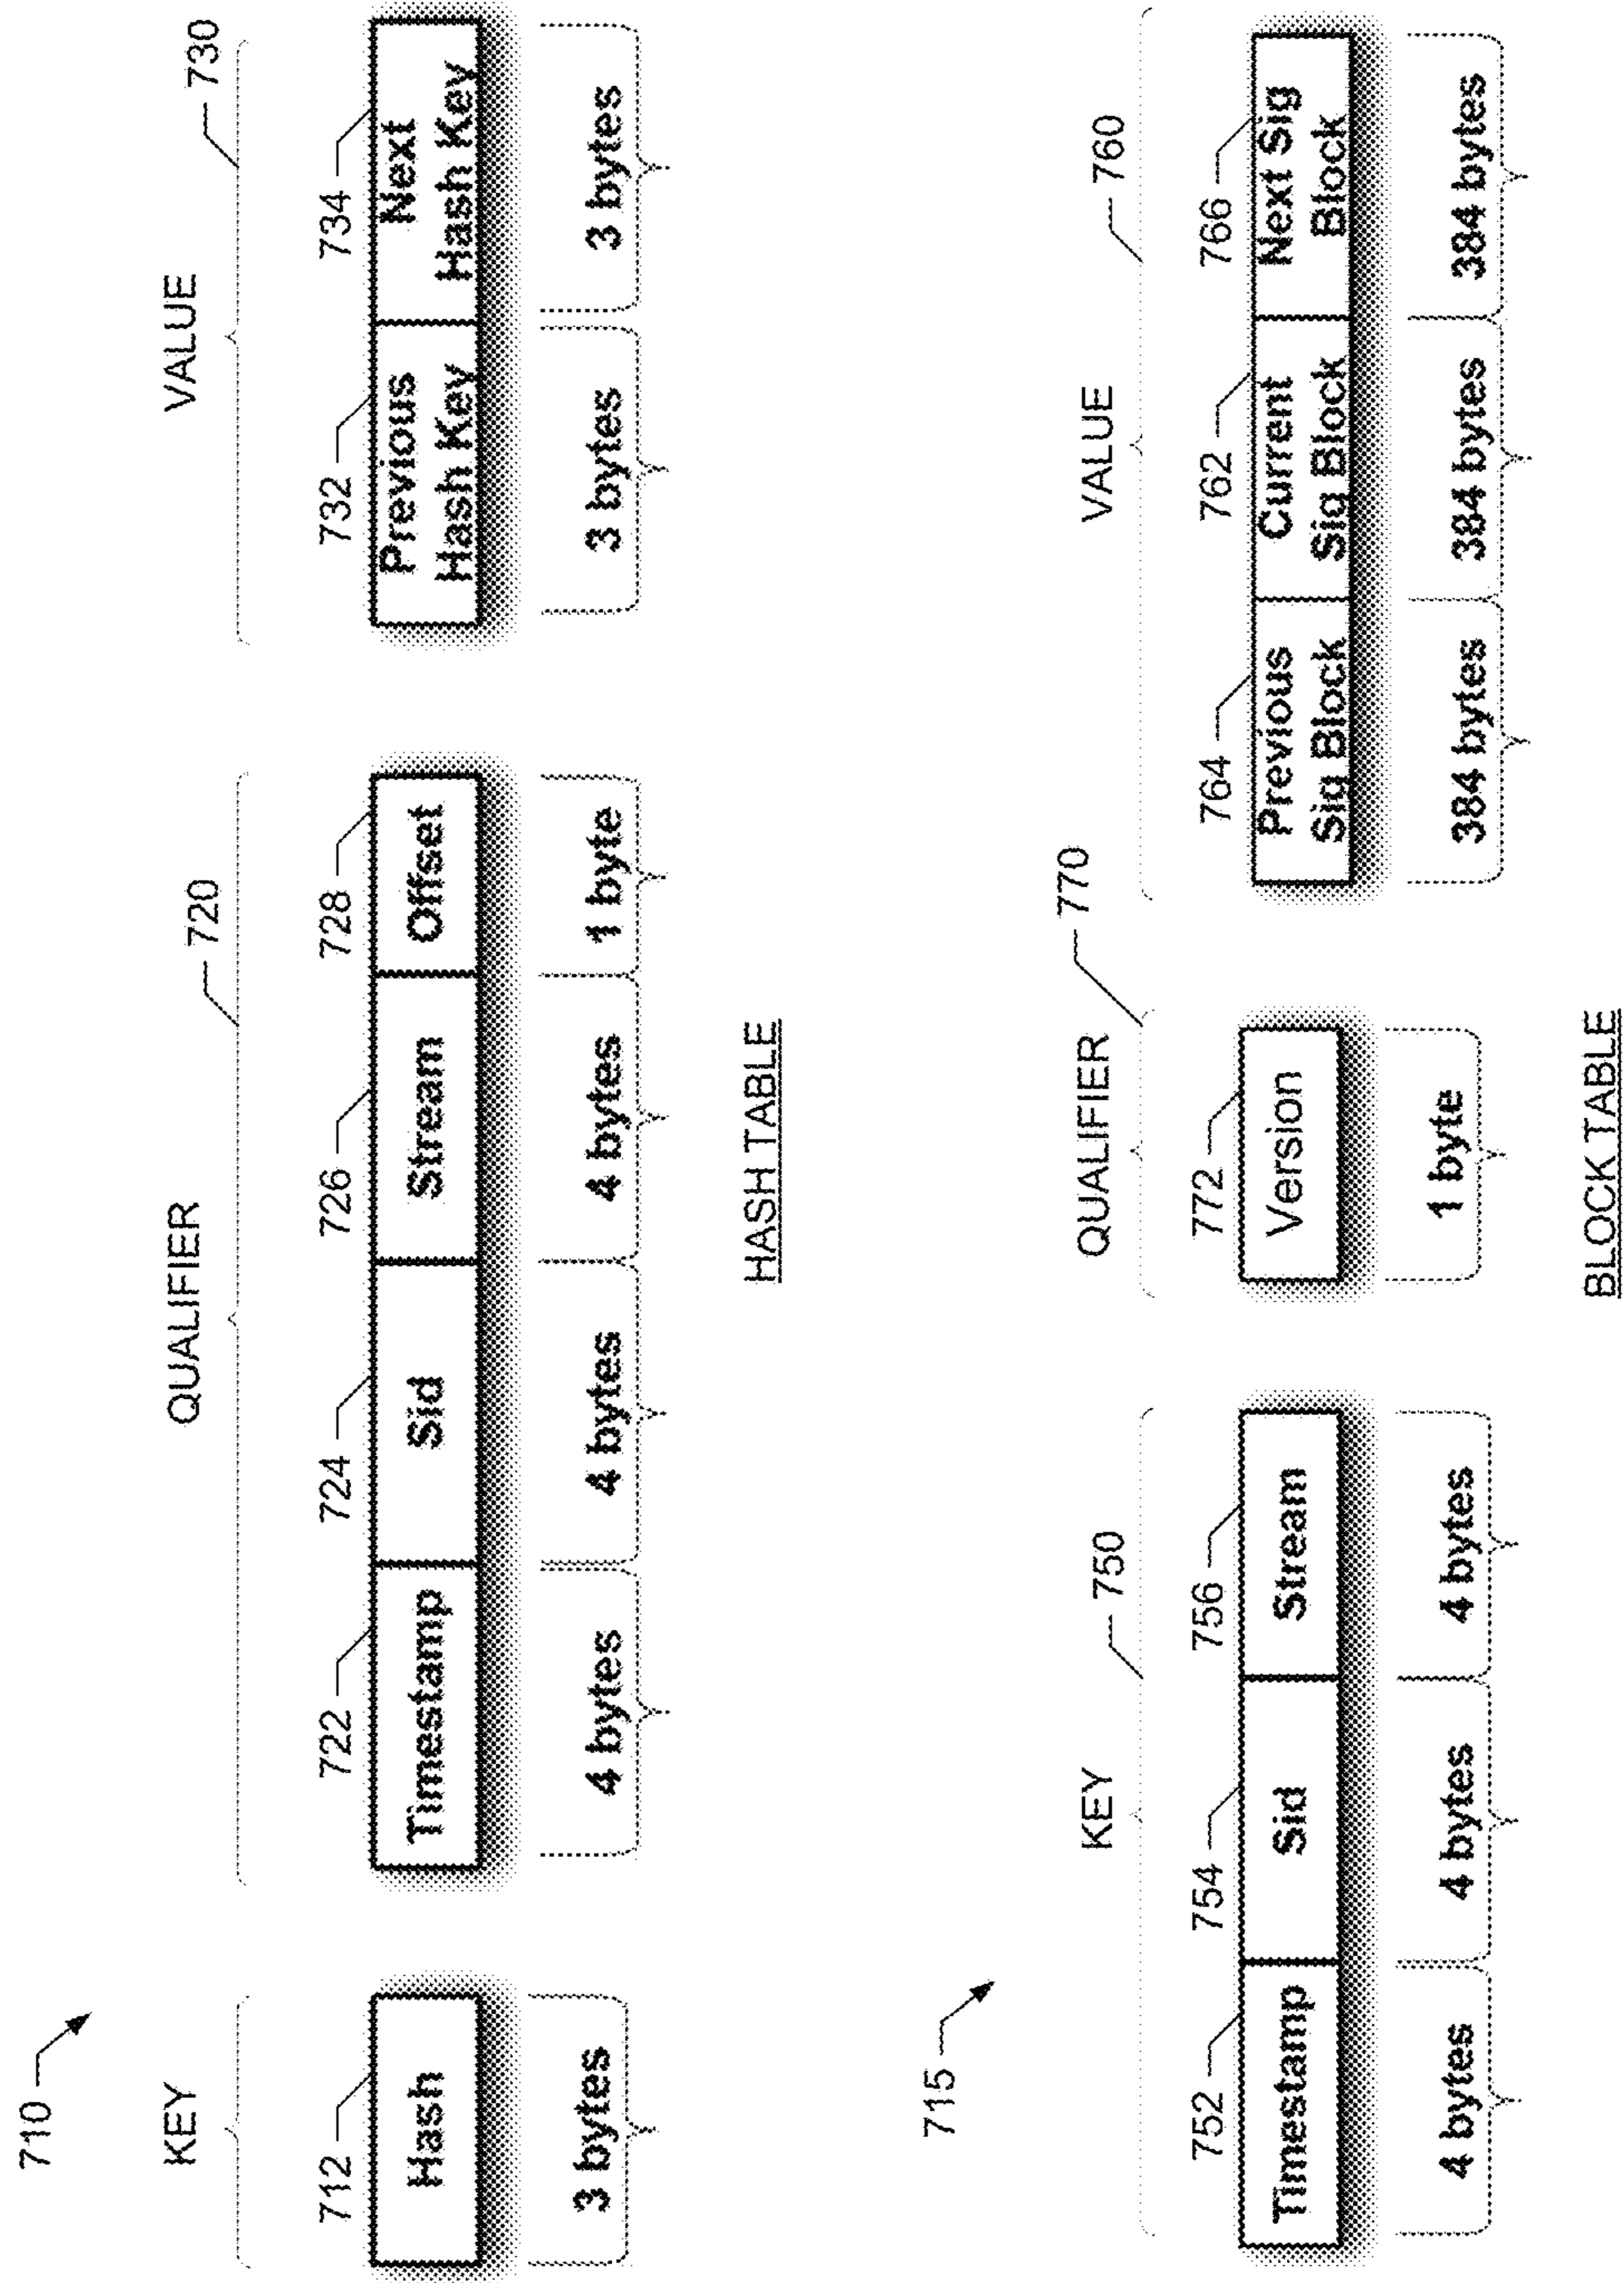 710
KEY
QUALIFIER
720
VALUE
730
712
722
724
726
728
732
734
Hash
Timestamp
Sid
Stream
Offset
Previous
Hash Key
Next
Hash Key
3 bytes
4 bytes
4 bytes
4 bytes
1 byte
3 bytes
3 bytes
HASH TABLE
715
KEY
750
QUALIFIER
770
VALUE
760
752
754
756
772
764
762
766
Timestamp
Sid
Stream
Version
Previous
Sig Block
Current
Sig Block
Next Sig
Block
4 bytes
4 bytes
4 bytes
1 byte
384 bytes
384 bytes
384 bytes
BLOCK TABLE